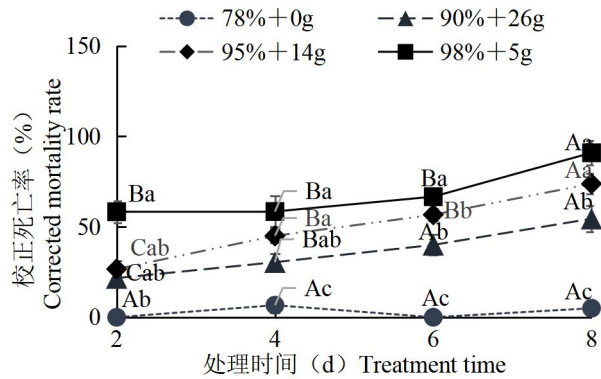 78%+0g
90%+26g
95%+14g
98%+5g
校正死亡率(%)
Corrected mortality rate
150
100
50
0
Ba
Ba
Ba
Aa
Aa
Ba
Bb
Cab
Bab
Ab
Ab
Cab
Ab
Ac
Ac
Ac
2
4
6
8
处理时间(d)Treatment time